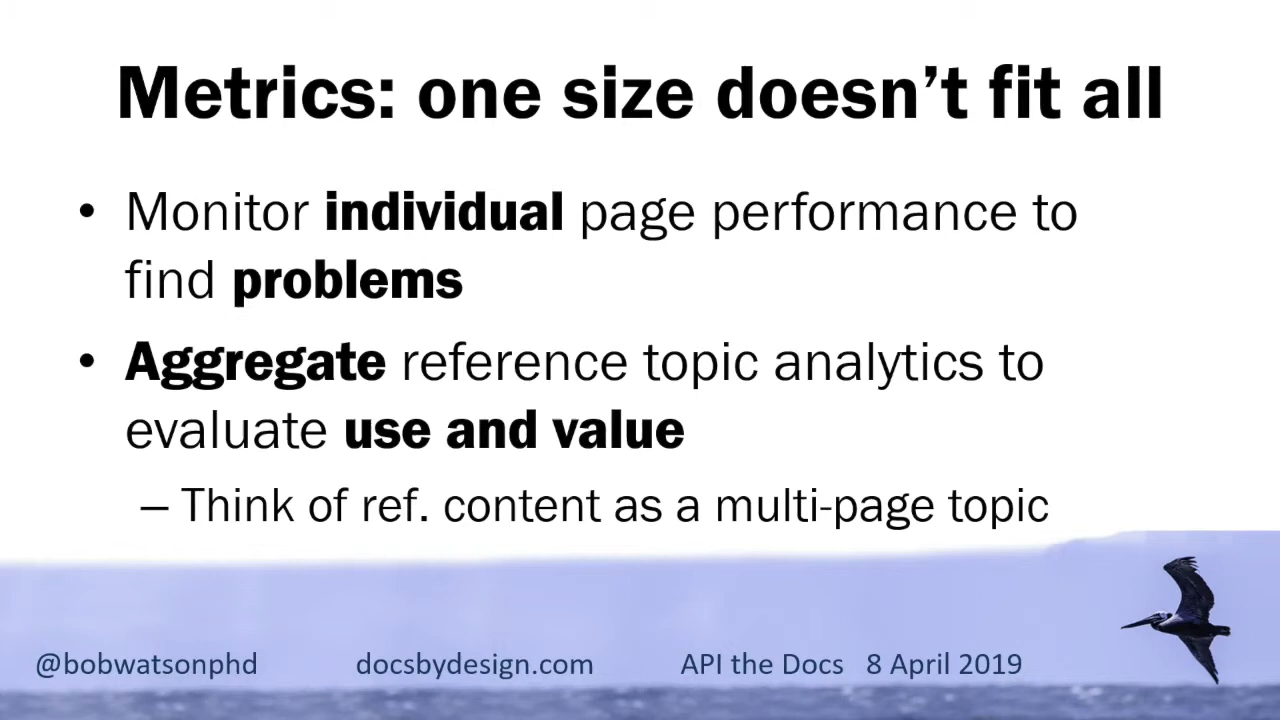 Metrics: one size doesn’t fit all
• Monitor individual page performance to
find problems
• Aggregate reference topic analytics to
evaluate use and value
– Think of ref. content as a multi-page topic
@bobwatsonphd docsbydesign.com API the Docs 8 April 2019